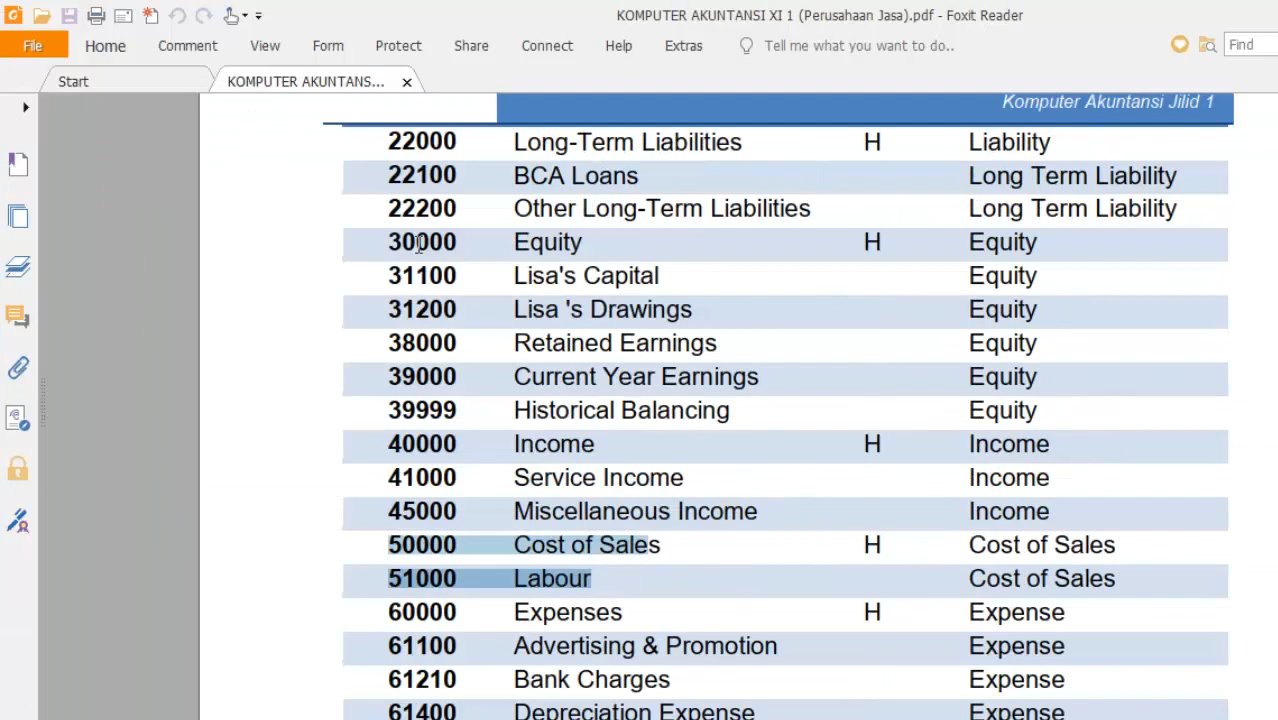 KOMPUTER AKUNTANSI XI 1 (Perusahaan Jasa).pdf - Foxit Reader
File Home Comment View Form Protect Share Connect Help Extras Tell me what you want to do.. Find
Start KOMPUTER AKUNTANS... ×
Komputer Akuntansi Jilid 1
22000 Long-Term Liabilities H Liability
22100 BCA Loans Long Term Liability
22200 Other Long-Term Liabilities Long Term Liability
30000 Equity H Equity
31100 Lisa's Capital Equity
31200 Lisa 's Drawings Equity
38000 Retained Earnings Equity
39000 Current Year Earnings Equity
39999 Historical Balancing Equity
40000 Income H Income
41000 Service Income Income
45000 Miscellaneous Income Income
50000 Cost of Sales H Cost of Sales
51000 Labour Cost of Sales
60000 Expenses H Expense
61100 Advertising & Promotion Expense
61210 Bank Charges Expense
61400 Depreciation Expense Expense